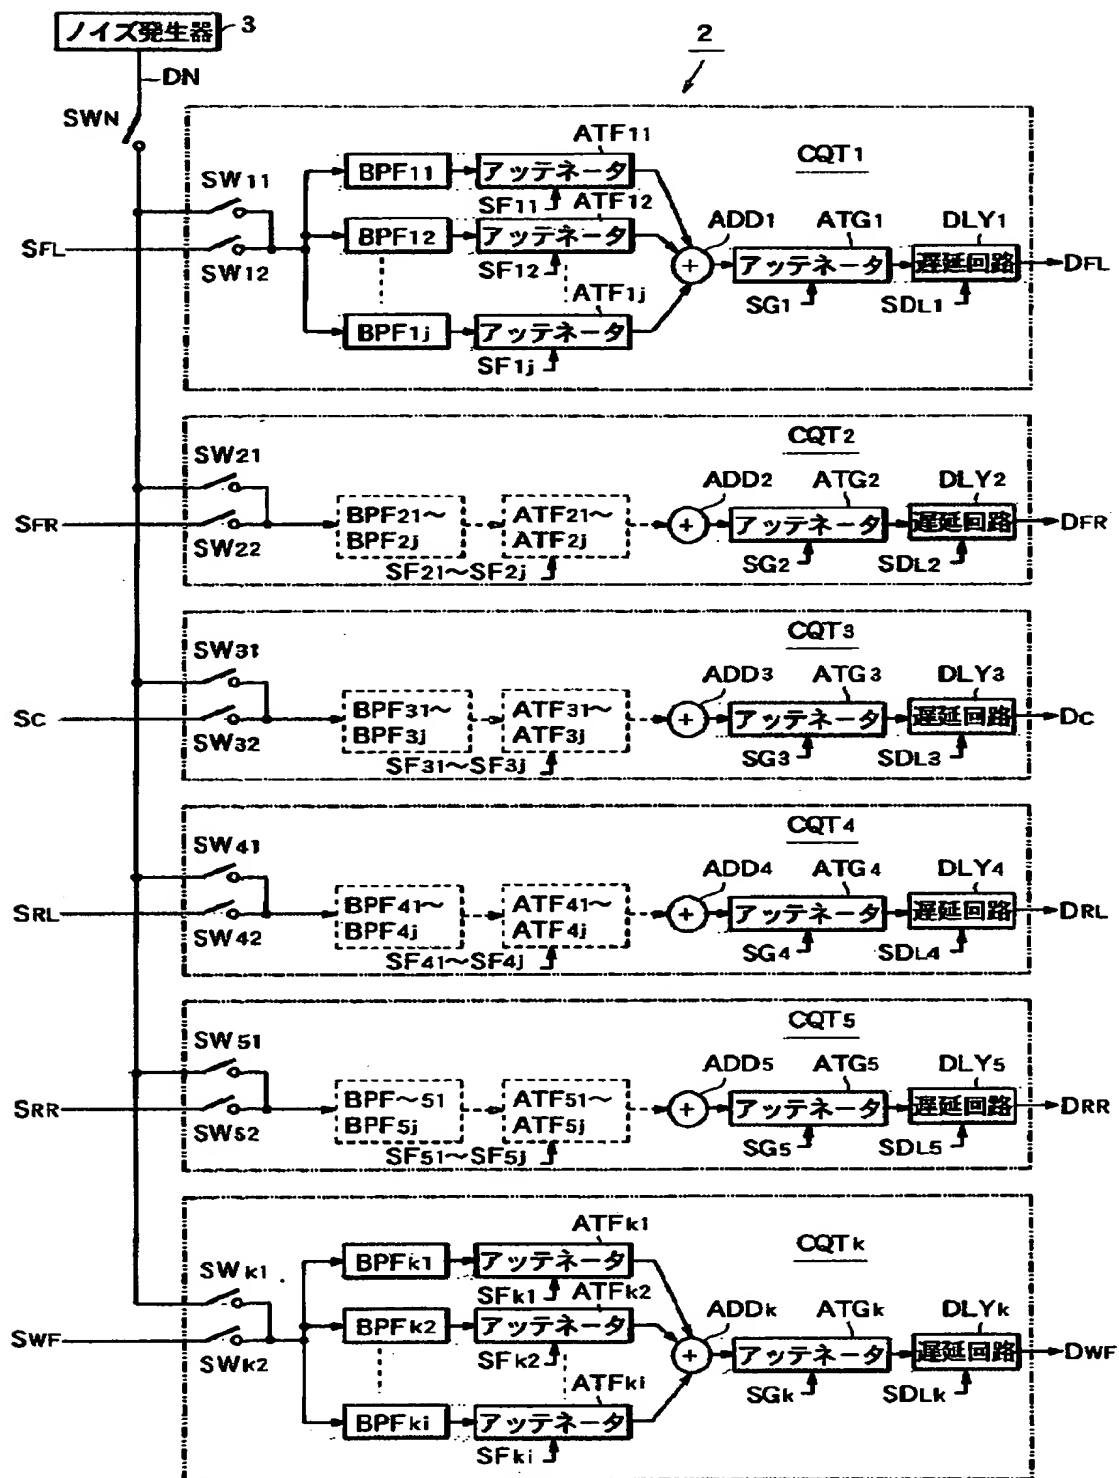 ノイズ発生器
3
2
DN
SWN
CQT1
SW11
SW12
SFL
BPF11
BPF12
BPF1j
ATF11
アッテネータ
SF11
ATF12
アッテネータ
SF12
ATF1j
アッテネータ
SF1j
ADD1
+
ATG1
アッテネータ
SG1
DLY1
遅延回路
SDL1
DFL
CQT2
SW21
SW22
SFR
BPF21～
BPF2j
ATF21～
ATF2j
SF21～SF2j
ADD2
+
ATG2
アッテネータ
SG2
DLY2
遅延回路
SDL2
DFR
CQT3
SW31
SW32
SC
BPF31～
BPF3j
ATF31～
ATF3j
SF31～SF3j
ADD3
+
ATG3
アッテネータ
SG3
DLY3
遅延回路
SDL3
DC
CQT4
SW41
SW42
SRL
BPF41～
BPF4j
ATF41～
ATF4j
SF41～SF4j
ADD4
+
ATG4
アッテネータ
SG4
DLY4
遅延回路
SDL4
DRL
CQT5
SW51
SW52
SRR
BPF～51
BPF5j
ATF51～
ATF5j
SF51～SF5j
ADD5
+
ATG5
アッテネータ
SG5
DLY5
遅延回路
SDL5
DRR
CQTk
SWk1
SWk2
SWF
BPFk1
BPFk2
BPFki
ATFk1
アッテネータ
SFk1
ATFk2
アッテネータ
SFk2
ATFki
アッテネータ
SFki
ADDk
+
ATGk
アッテネータ
SGk
DLYk
遅延回路
SDLk
DWF